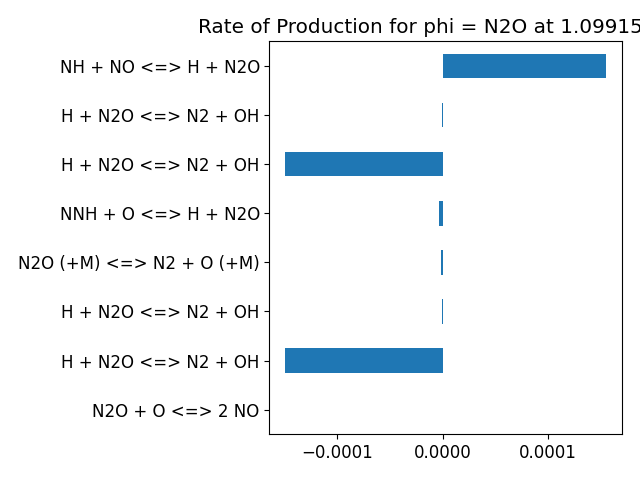 Rate of Production for phi = N2O at 1.09915
NH + NO <=> H + N2O
H + N2O <=> N2 + OH
H + N2O <=> N2 + OH
NNH + O <=> H + N2O
N2O (+M) <=> N2 + O (+M)
H + N2O <=> N2 + OH
H + N2O <=> N2 + OH
N2O + O <=> 2 NO
−0.0001 0.0000 0.0001